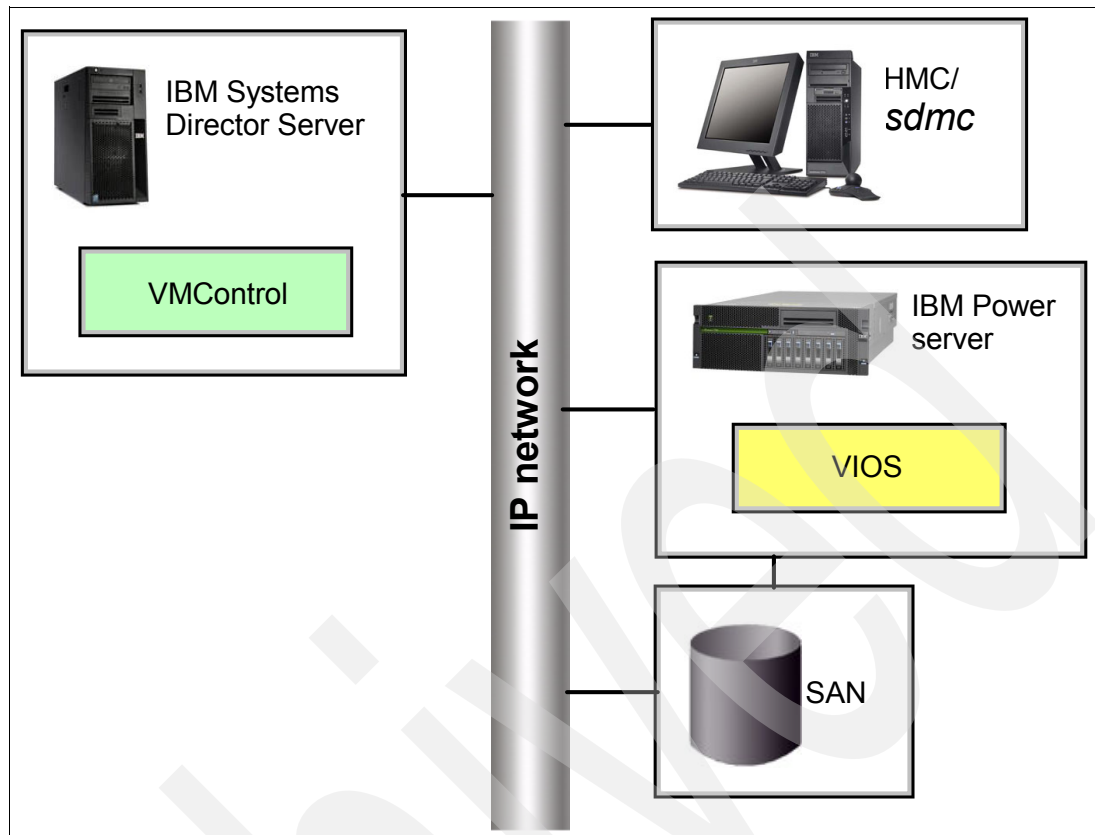 IBM Systems
Director Server
VMControl
IP network
HMC/
sdmc
IBM Power
server
VIOS
SAN